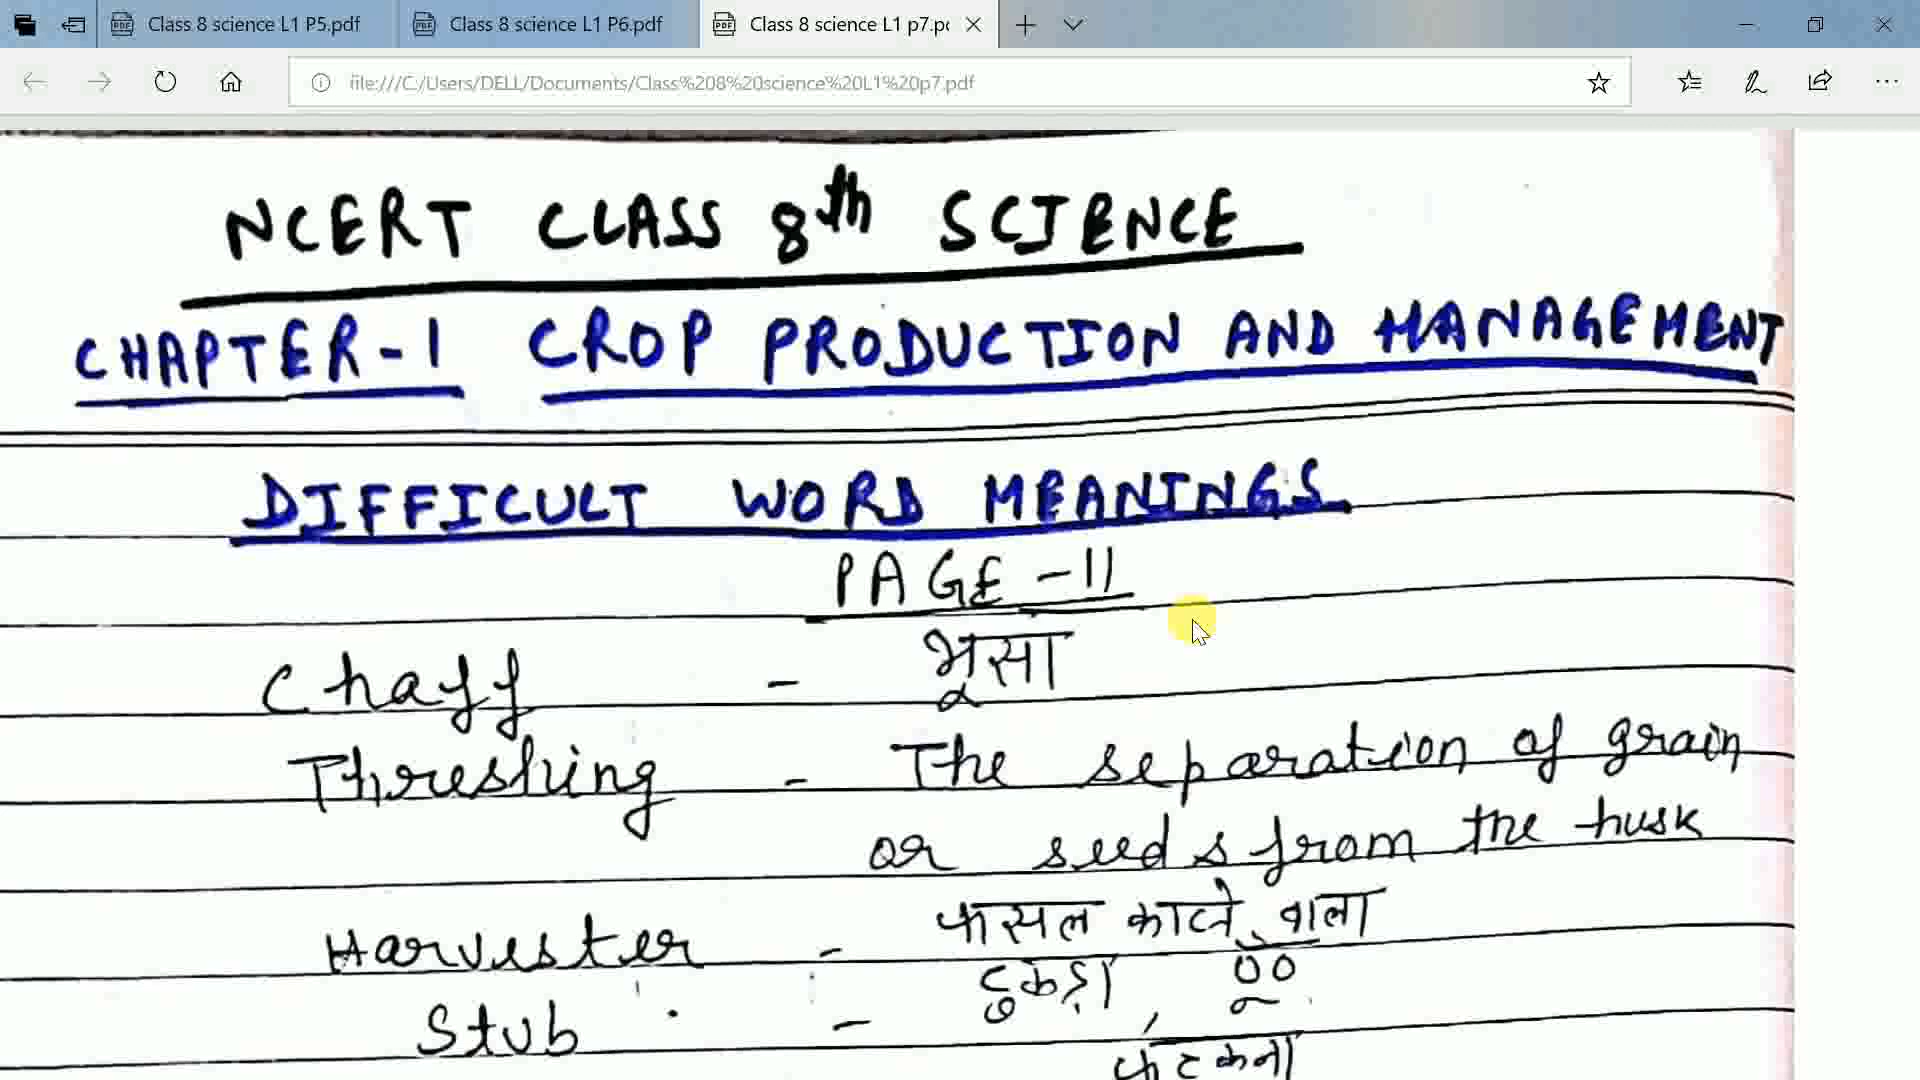 Class 8 science L1 P5.pdf
Class 8 science L1 P6.pdf
Class 8 science L1 p7.p
file:///C:/Users/DELL/Documents/Class%208%20science%20L1%20p7.pdf
NCERT CLASS 8th SCIENCE
CHAPTER-1 CROP PRODUCTION AND MANAGEMENT
DIFFICULT WORD MEANINGS
PAGE-11
Chaff - भूसा
Threshing - The separation of grain
or seeds from the husk
Harvester - फसल काटने वाला
Stub - टुकड़ा, ठूठ
फटकना